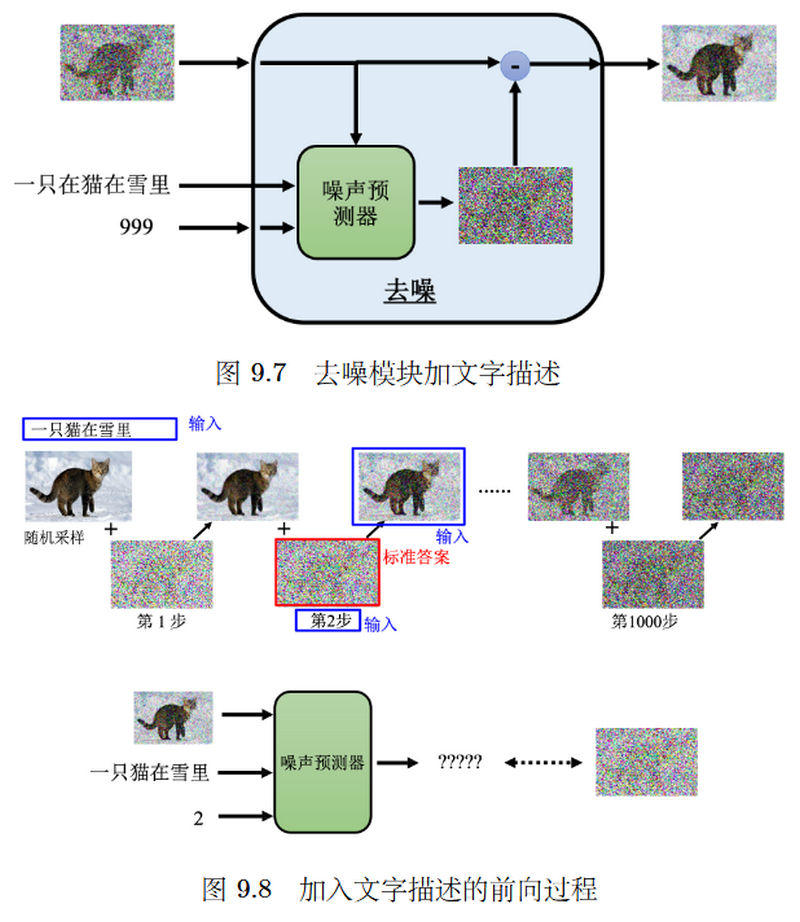 一只在猫在雪里
999
噪声预
测器
-
去噪
图 9.7 去噪模块加文字描述
一只猫在雪里
输入
......
随机采样
+
+
+
输入
标准答案
第 1 步
第2步
输入
第1000步
一只猫在雪里
2
噪声预测器
?????
图 9.8 加入文字描述的前向过程